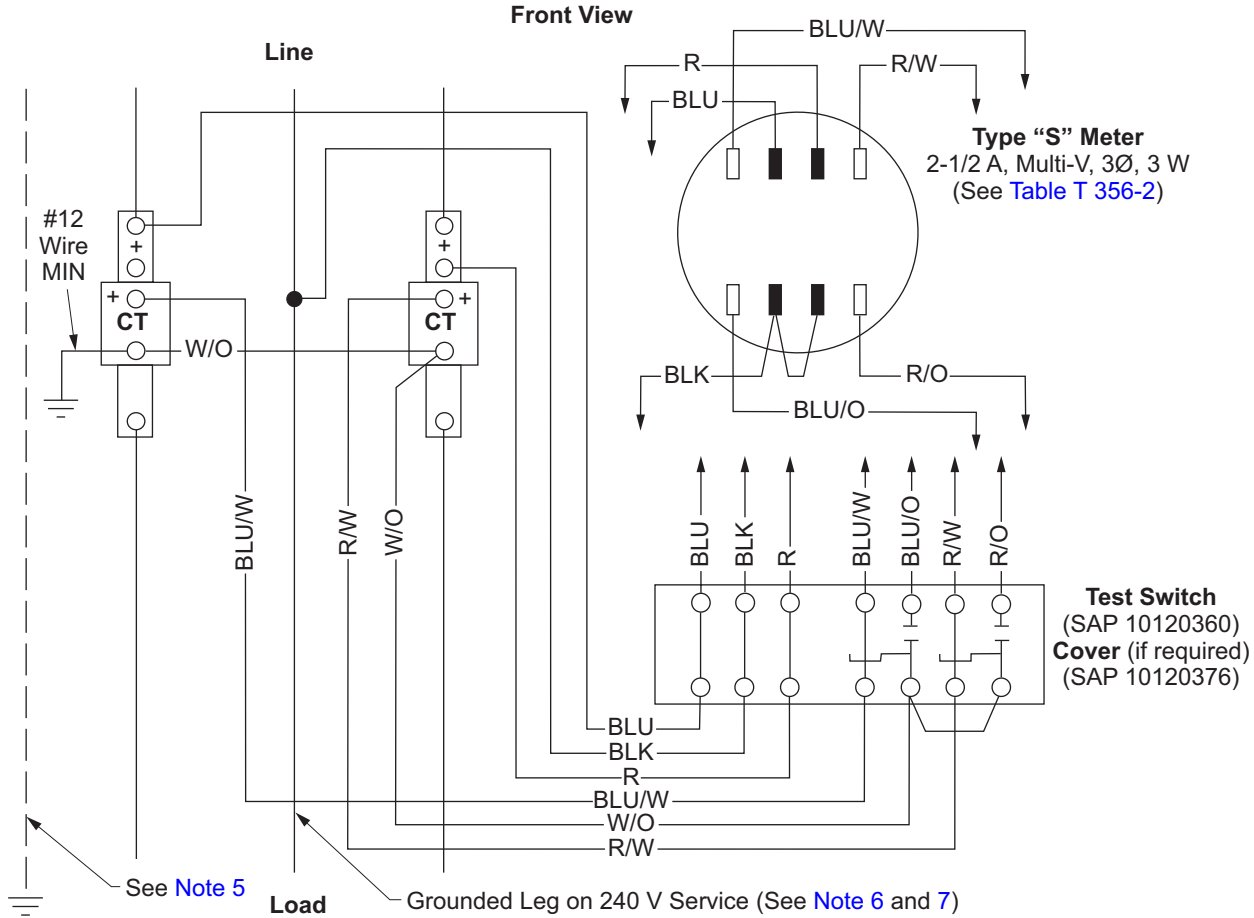 Front View
Line
BLU/W
R
R/W
BLU
Type “S” Meter
2-1/2 A, Multi-V, 3Ø, 3 W
(See Table T 356-2)
#12
Wire
MIN
+
+
+
CT
+
CT
W/O
BLK
R/O
BLU/O
BLU/W
R/W
W/O
BLU
BLK
R
BLU/W
BLU/O
R/W
R/O
Test Switch
(SAP 10120360)
Cover (if required)
(SAP 10120376)
BLU
BLK
R
BLU/W
W/O
R/W
See Note 5
Load
Grounded Leg on 240 V Service (See Note 6 and 7)